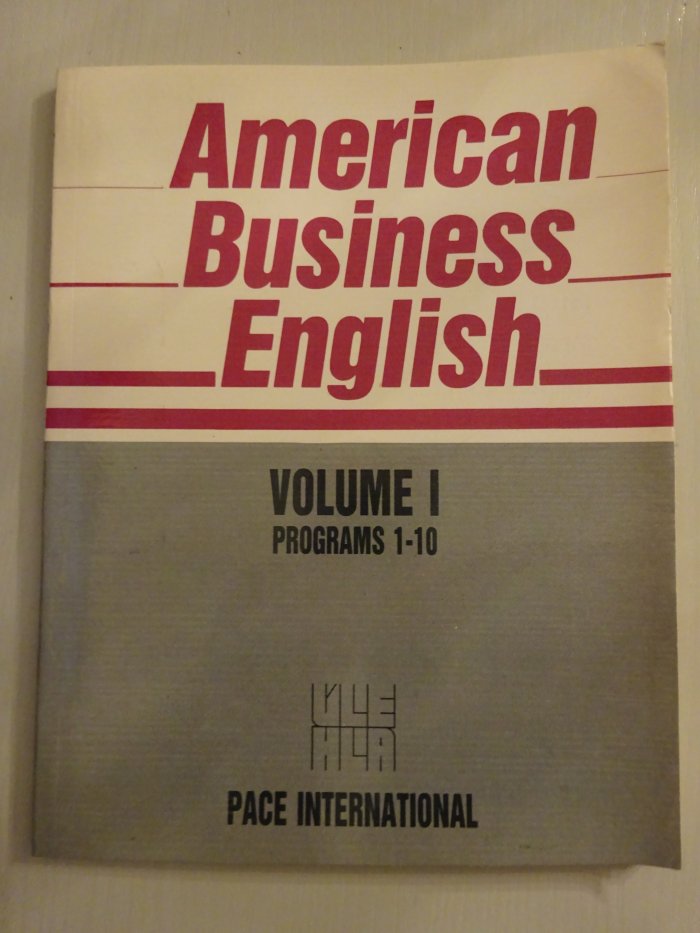 American
Business
English
VOLUME I
PROGRAMS 1-10
PACE INTERNATIONAL